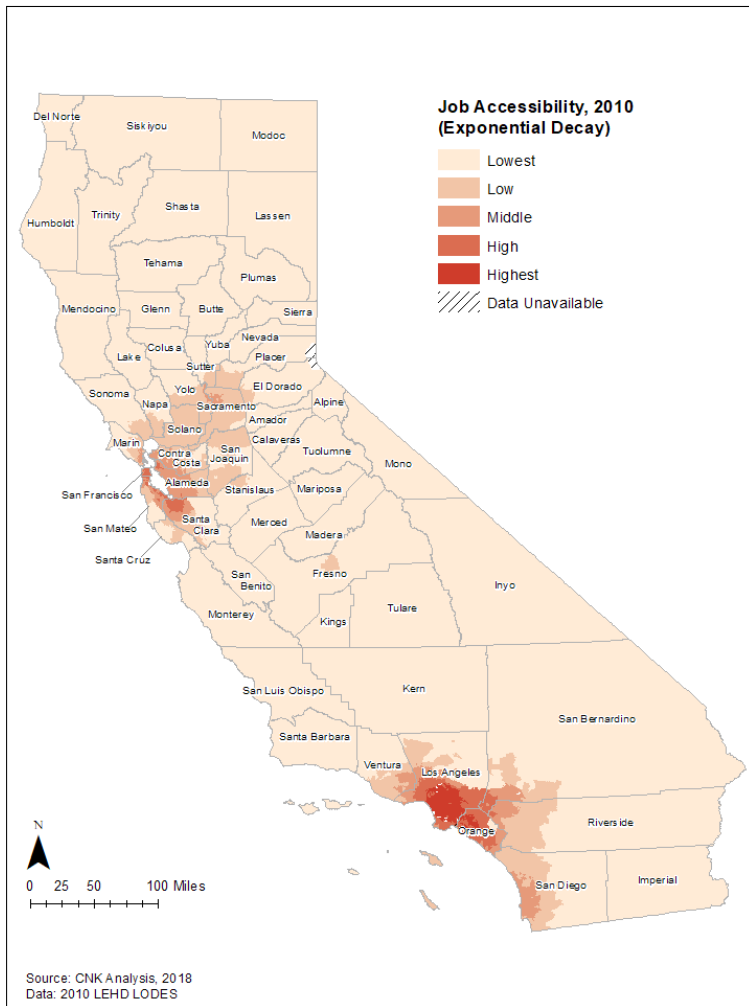 Job Accessibility, 2010
(Exponential Decay)
Lowest
Low
Middle
High
Highest
Data Unavailable
Del Norte
Siskiyou
Modoc
Humboldt
Trinity
Shasta
Lassen
Tehama
Plumas
Mendocino
Glenn
Butte
Sierra
Lake
Colusa
Yuba
Nevada
Sutter
Placer
Sonoma
Napa
Yolo
El Dorado
Sacramento
Alpine
Amador
Solano
Marin
Calaveras
Contra
Costa
San
Joaquin
Tuolumne
Mono
Alameda
San Francisco
Stanislaus
Mariposa
San Mateo
Santa
Clara
Merced
Madera
Santa Cruz
San
Benito
Fresno
Inyo
Monterey
Kings
Tulare
San Luis Obispo
Kern
San Bernardino
Santa Barbara
Ventura
Los Angeles
Orange
Riverside
San Diego
Imperial
N
0 25 50 100 Miles
Source: CNK Analysis, 2018
Data: 2010 LEHD LODES